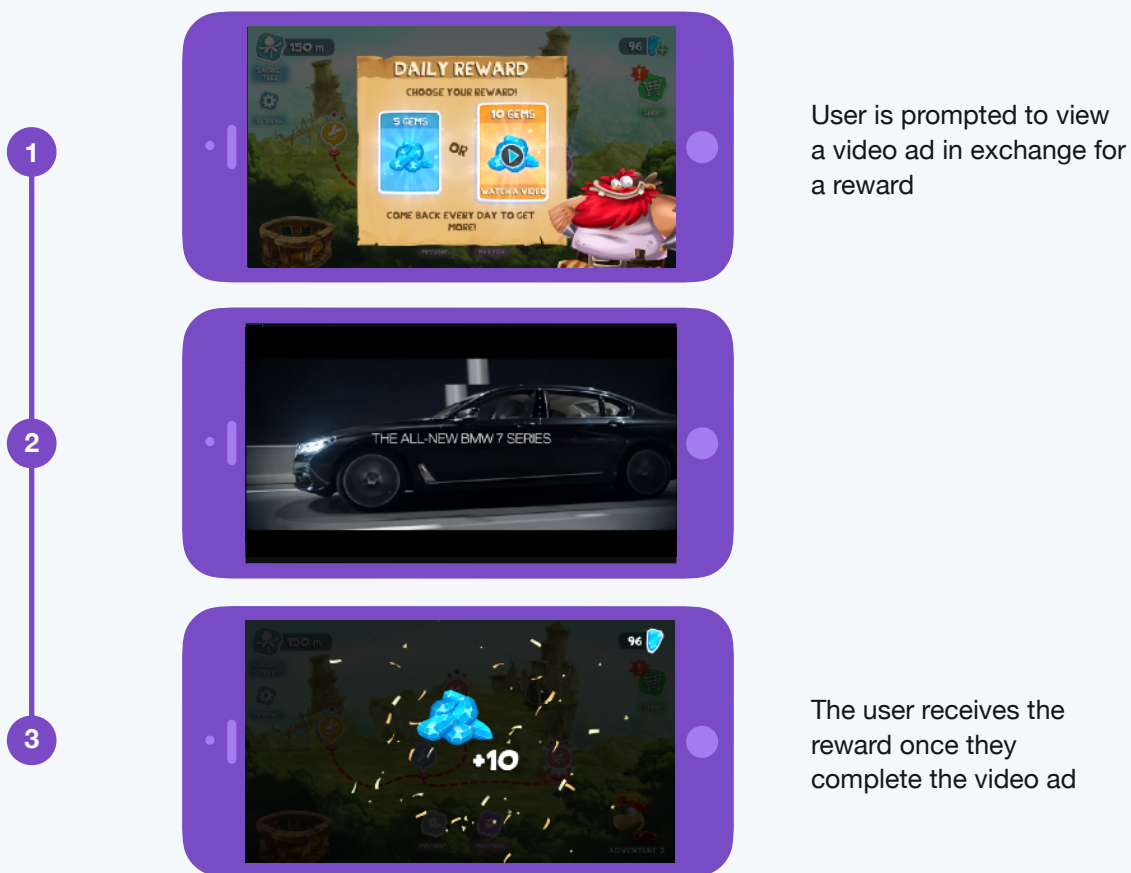 1
150 m
96
DAILY REWARD
CHOOSE YOUR REWARD!
5 GEMS
OR
10 GEMS
WATCH A VIDEO
COME BACK EVERY DAY TO GET
MORE!
User is prompted to view
a video ad in exchange for
a reward
2
THE ALL-NEW BMW 7 SERIES
3
150 m
96
+10
ADVENTURE 3
The user receives the
reward once they
complete the video ad